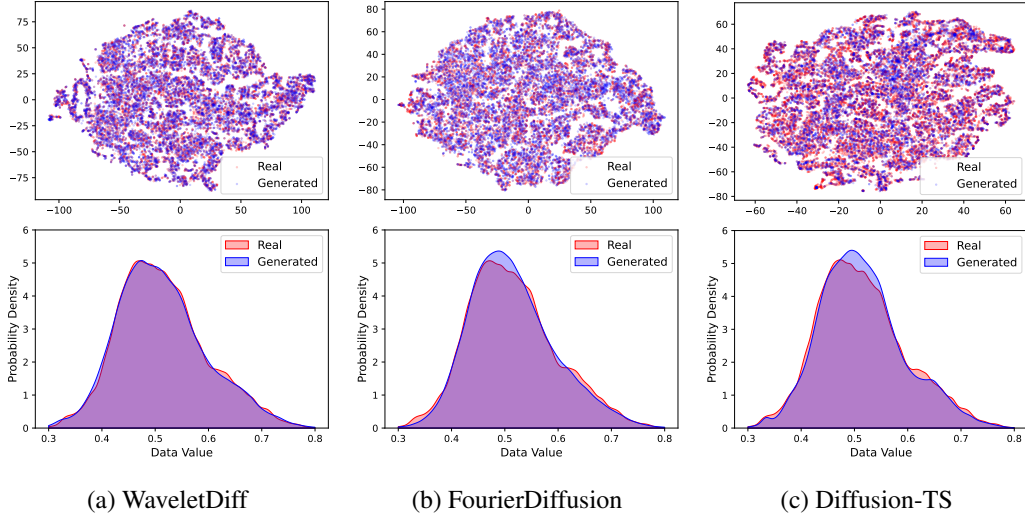 75
50
25
0
−25
−50
−75
Real
Generated
−100 −50 0 50 100
80
60
40
20
0
−20
−40
−60
−80
Real
Generated
−100 −50 0 50 100
60
40
20
0
−20
−40
−60
−80
Real
Generated
−60 −40 −20 0 20 40 60
Probability Density
6
5
4
3
2
1
0
Real
Generated
0.3 0.4 0.5 0.6 0.7 0.8
Data Value
Probability Density
6
5
4
3
2
1
0
Real
Generated
0.3 0.4 0.5 0.6 0.7 0.8
Data Value
Probability Density
6
5
4
3
2
1
0
Real
Generated
0.3 0.4 0.5 0.6 0.7 0.8
Data Value
(a) WaveletDiff
(b) FourierDiffusion
(c) Diffusion-TS